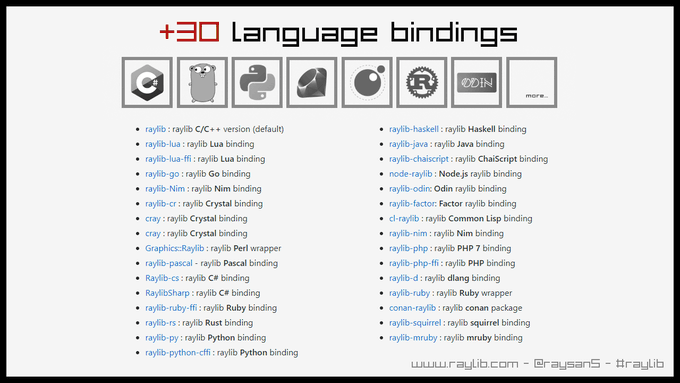 +30 language bindings
C#
R
ODIN
more...
raylib : raylib C/C++ version (default)
raylib-lua : raylib Lua binding
raylib-lua-ffi : raylib Lua binding
raylib-go : raylib Go binding
raylib-Nim : raylib Nim binding
raylib-cr : raylib Crystal binding
cray : raylib Crystal binding
cray : raylib Crystal binding
Graphics::Raylib : raylib Perl wrapper
raylib-pascal - raylib Pascal binding
Raylib-cs : raylib C# binding
RaylibSharp : raylib C# binding
raylib-ruby-ffi : raylib Ruby binding
raylib-rs : raylib Rust binding
raylib-py : raylib Python binding
raylib-python-cffi : raylib Python binding
raylib-haskell : raylib Haskell binding
raylib-java : raylib Java binding
raylib-chaiscript : raylib ChaiScript binding
node-raylib : raylib Node.js binding
raylib-odin: Odin raylib binding
raylib-factor: Factor raylib binding
cl-raylib : raylib Common Lisp binding
raylib-nim : raylib Nim binding
raylib-php : raylib PHP 7 binding
raylib-php-ffi : raylib PHP binding
raylib-d : raylib dlang binding
raylib-ruby : raylib Ruby wrapper
conan-raylib : raylib conan package
raylib-squirrel : raylib squirrel binding
raylib-mruby : raylib mruby binding
www.raylib.com - @raysan5 - #raylib